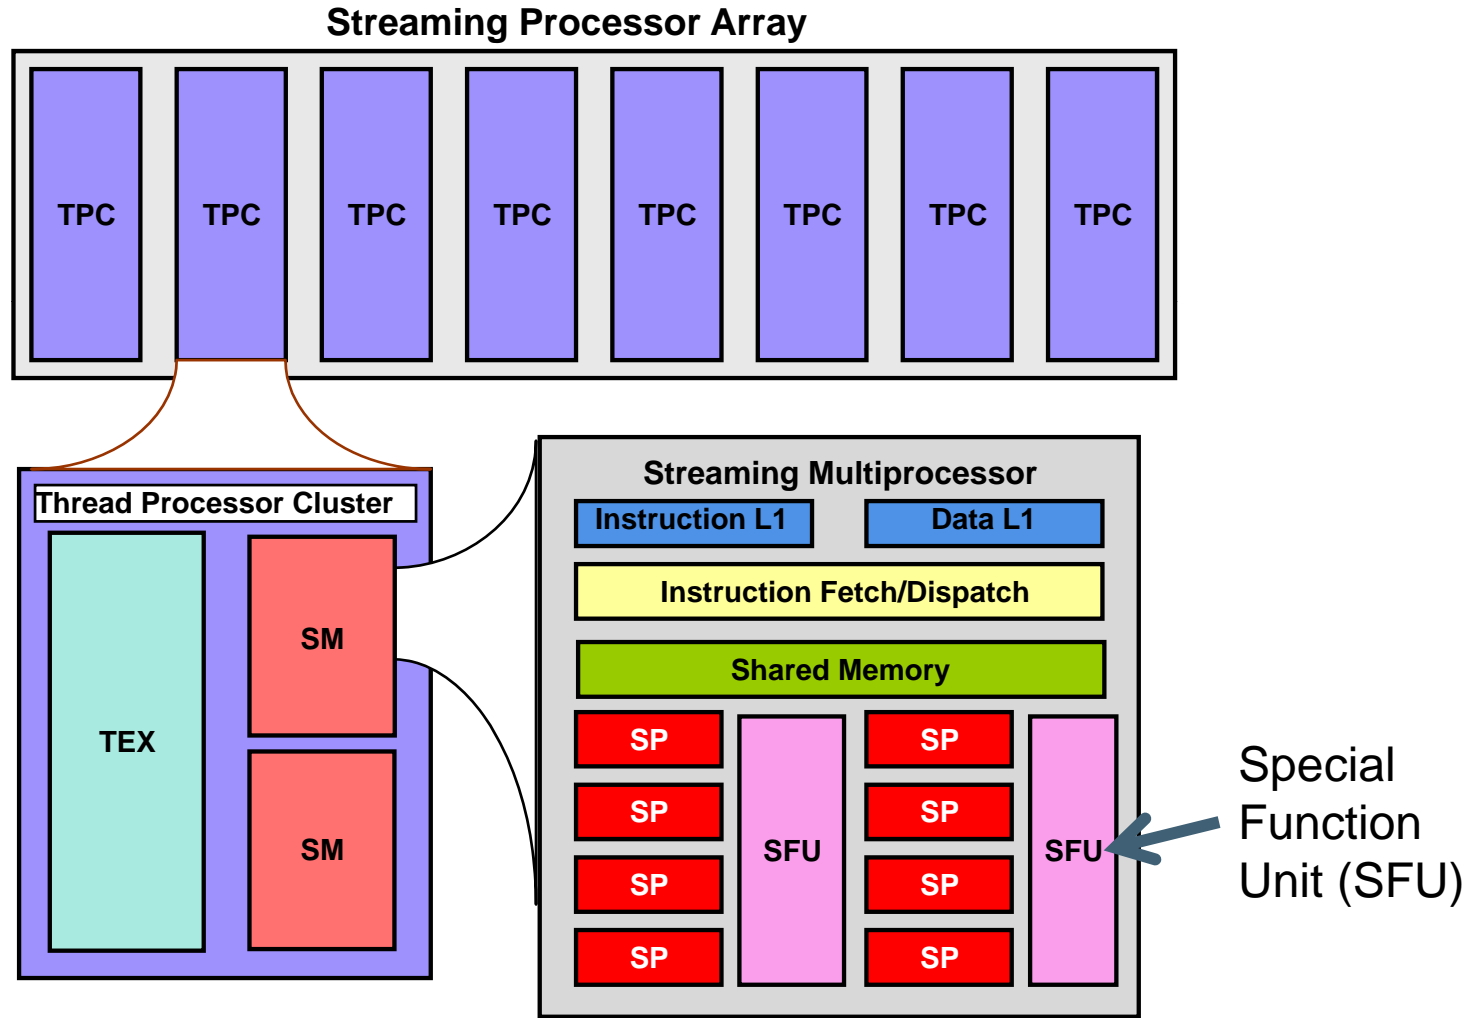 Streaming Processor Array
TPC
TPC
TPC
TPC
TPC
TPC
TPC
TPC
Thread Processor Cluster
TEX
SM
SM
Streaming Multiprocessor
Instruction L1
Data L1
Instruction Fetch/Dispatch
Shared Memory
SP
SP
SP
SP
SFU
SP
SP
SP
SP
SFU
Special
Function
Unit (SFU)